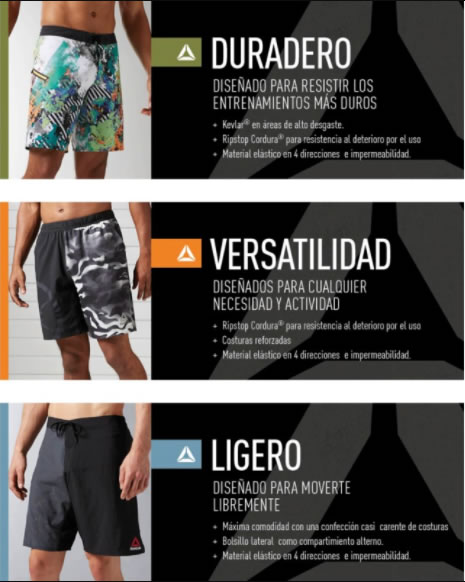 DURADERO
DISEÑADO PARA RESISTIR LOS
ENTRENAMIENTOS MÁS DUROS
+ Kevlar® en áreas de alto desgaste.
+ Ripstop Cordura® para resistencia al deterioro por el uso
+ Material elástico en 4 direcciones e impermeabilidad.
VERSATILIDAD
DISEÑADOS PARA CUALQUIER
NECESIDAD Y ACTIVIDAD
+ Ripstop Cordura® para resistencia al deterioro por el uso
+ Costuras reforzadas
+ Material elástico en 4 direcciones e impermeabilidad.
LIGERO
DISEÑADO PARA MOVERTE
LIBREMENTE
+ Máxima comodidad con una confección casi carente de costuras
+ Bolsillo lateral como compartimiento alterno.
+ Material elástico en 4 direcciones e impermeabilidad.